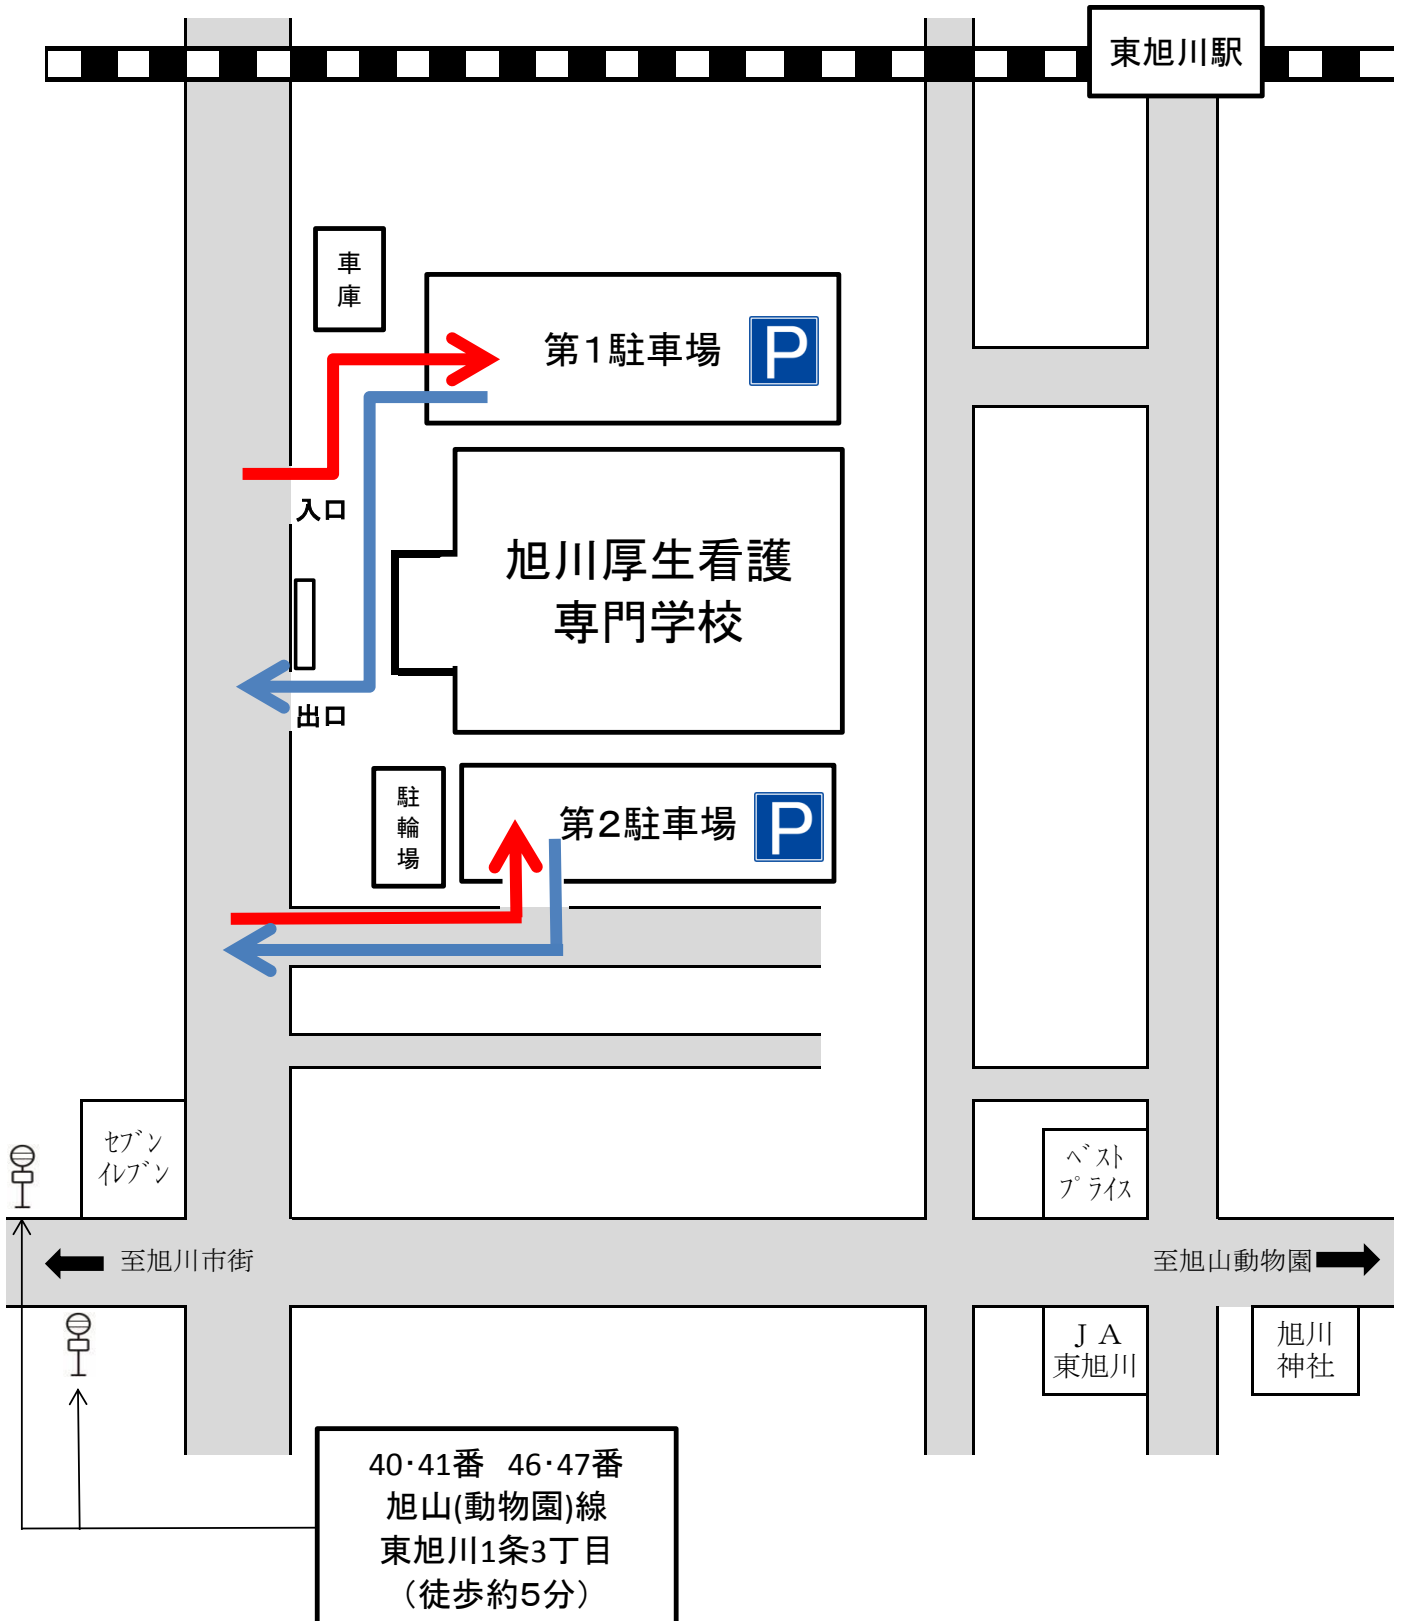 東旭川駅
車
庫
第1駐車場
P
入口
旭川厚生看護
専門学校
出口
駐
輪
場
第2駐車場
P
セブン
イレブン
ベスト
プライス
至旭川市街
至旭山動物園
JA
東旭川
旭川
神社
40・41番 46・47番
旭山(動物園)線
東旭川1条3丁目
(徒歩約5分)